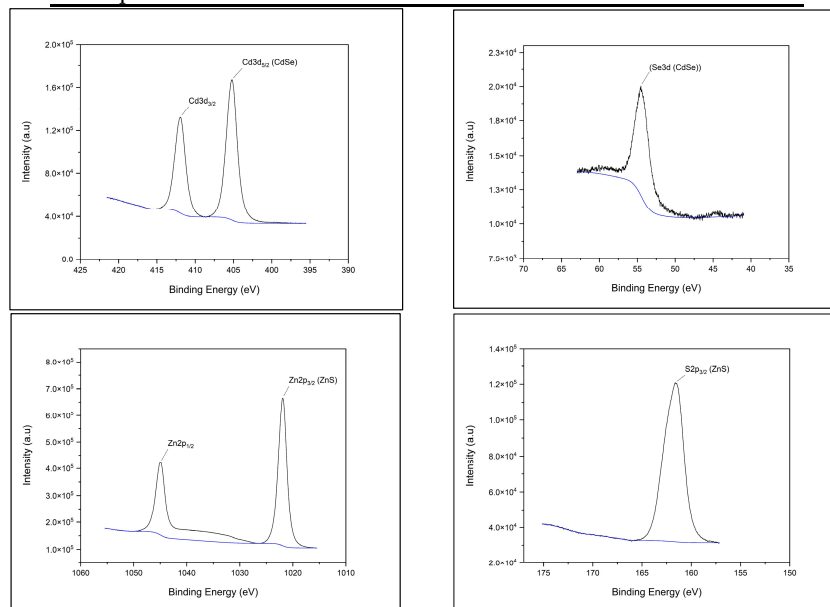 2.0×10⁵
1.6×10⁵
1.2×10⁵
8.0×10⁴
4.0×10⁴
0.0
Intensity (a.u)
Cd3d₃/₂
Cd3d₅/₂ (CdSe)
425 420 415 410 405 400 395 390
Binding Energy (eV)
2.3×10⁴
2.0×10⁴
1.8×10⁴
1.5×10⁴
1.3×10⁴
1.0×10⁴
7.5×10³
Intensity (a.u)
(Se3d (CdSe))
70 65 60 55 50 45 40 35
Binding Energy (eV)
8.0×10⁵
7.0×10⁵
6.0×10⁵
5.0×10⁵
4.0×10⁵
3.0×10⁵
2.0×10⁵
1.0×10⁵
Intensity (a.u)
Zn2p₁/₂
Zn2p₃/₂ (ZnS)
1060 1050 1040 1030 1020 1010
Binding Energy (eV)
1.4×10⁵
1.2×10⁵
1.0×10⁵
8.0×10⁴
6.0×10⁴
4.0×10⁴
2.0×10⁴
Intensity (a.u)
S2p₃/₂ (ZnS)
175 170 165 160 155 150
Binding Energy (eV)